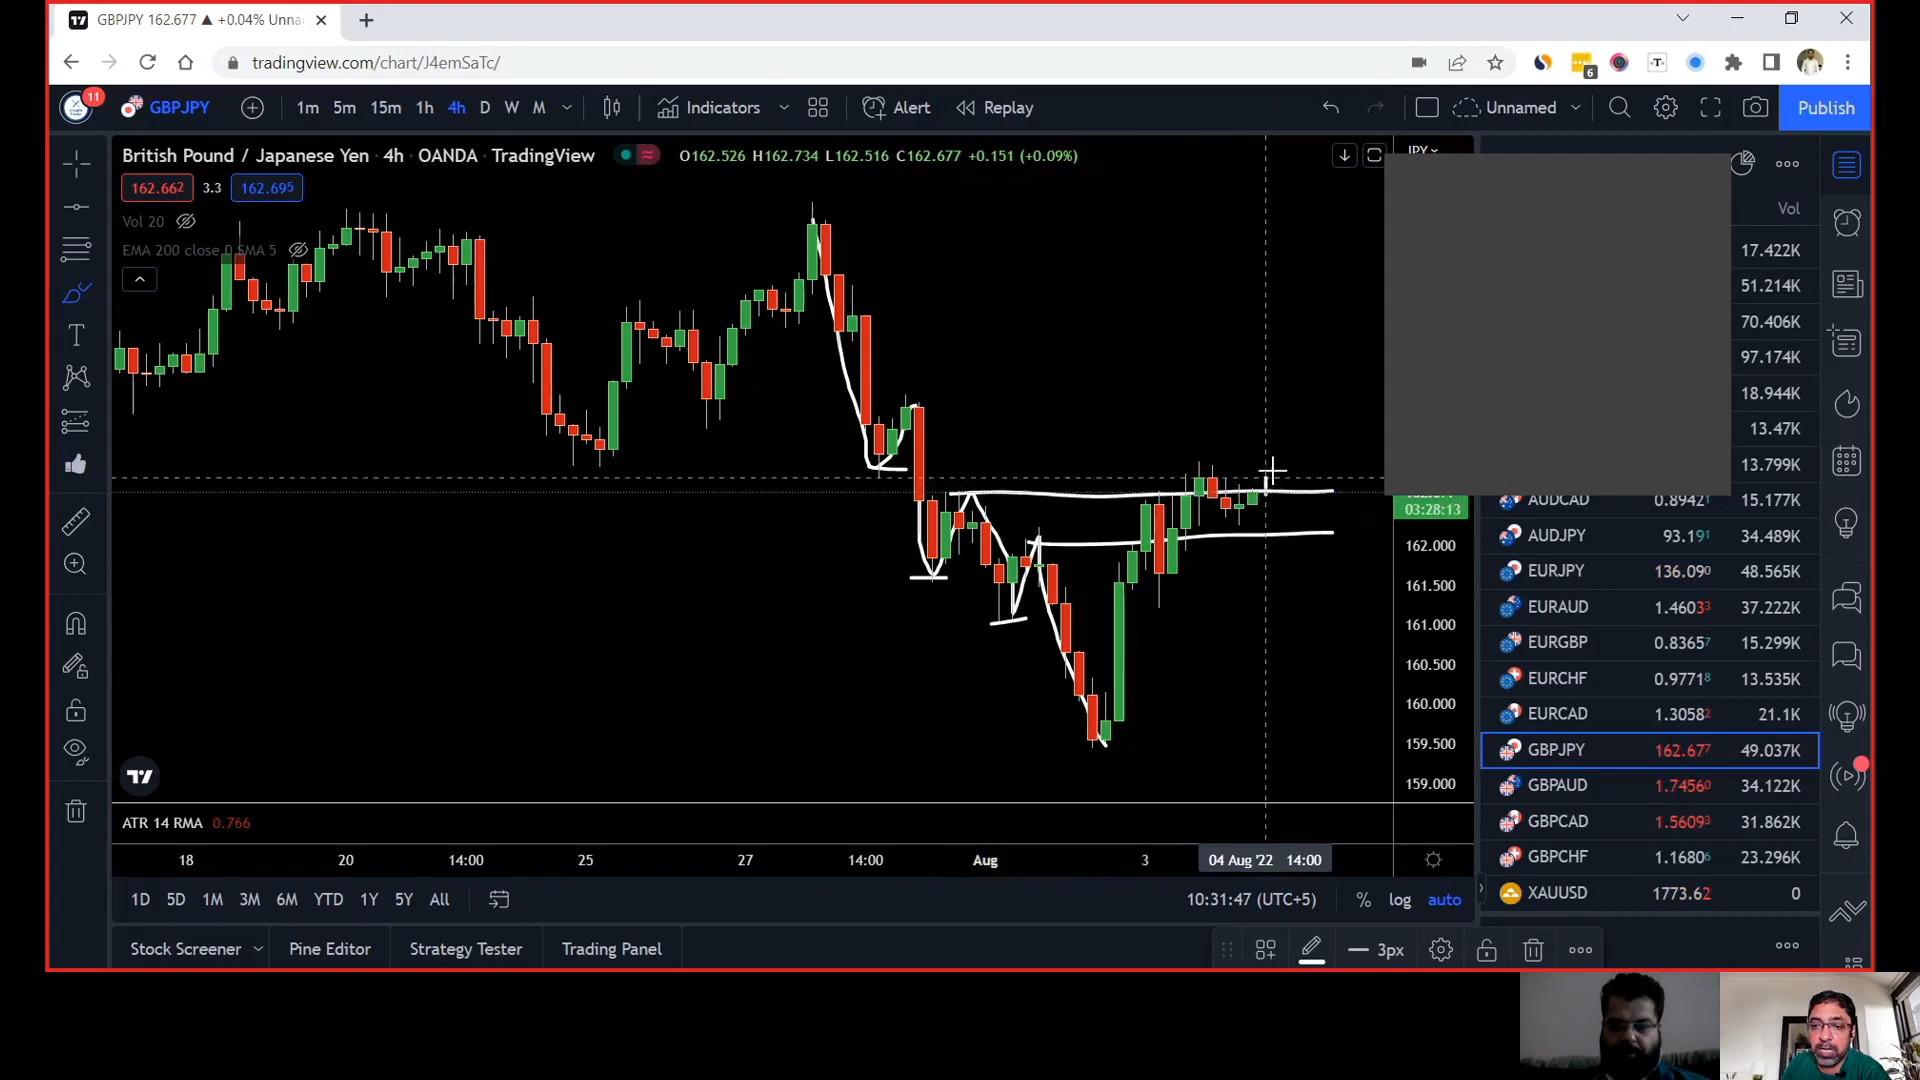 GBPJPY 162.677 ▲ +0.04% Unna
tradingview.com/chart/J4emSaTc/
6
11
GBPJPY 1m 5m 15m 1h 4h D W M Indicators Alert Replay Unnamed Publish
British Pound / Japanese Yen · 4h · OANDA · TradingView O162.526 H162.734 L162.516 C162.677 +0.151 (+0.09%)
JPY
162.662 3.3 162.695
Vol 20
EMA 200 close 0 SMA 5
Vol
17.422K
51.214K
70.406K
97.174K
18.944K
13.47K
13.799K
AUDCAD 0.89421 15.177K
AUDJPY 93.191 34.489K
EURJPY 136.090 48.565K
EURAUD 1.46033 37.222K
EURGBP 0.83657 15.299K
EURCHF 0.97718 13.535K
EURCAD 1.30582 21.1K
GBPJPY 162.677 49.037K
GBPAUD 1.74560 34.122K
GBPCAD 1.56093 31.862K
GBPCHF 1.16806 23.296K
XAUUSD 1773.62 0
03:28:13
162.000
161.500
161.000
160.500
160.000
159.500
159.000
ATR 14 RMA 0.766
18 20 14:00 25 27 14:00 Aug 3 04 Aug '22 14:00
1D 5D 1M 3M 6M YTD 1Y 5Y All 10:31:47 (UTC+5) % log auto
Stock Screener Pine Editor Strategy Tester Trading Panel 3px